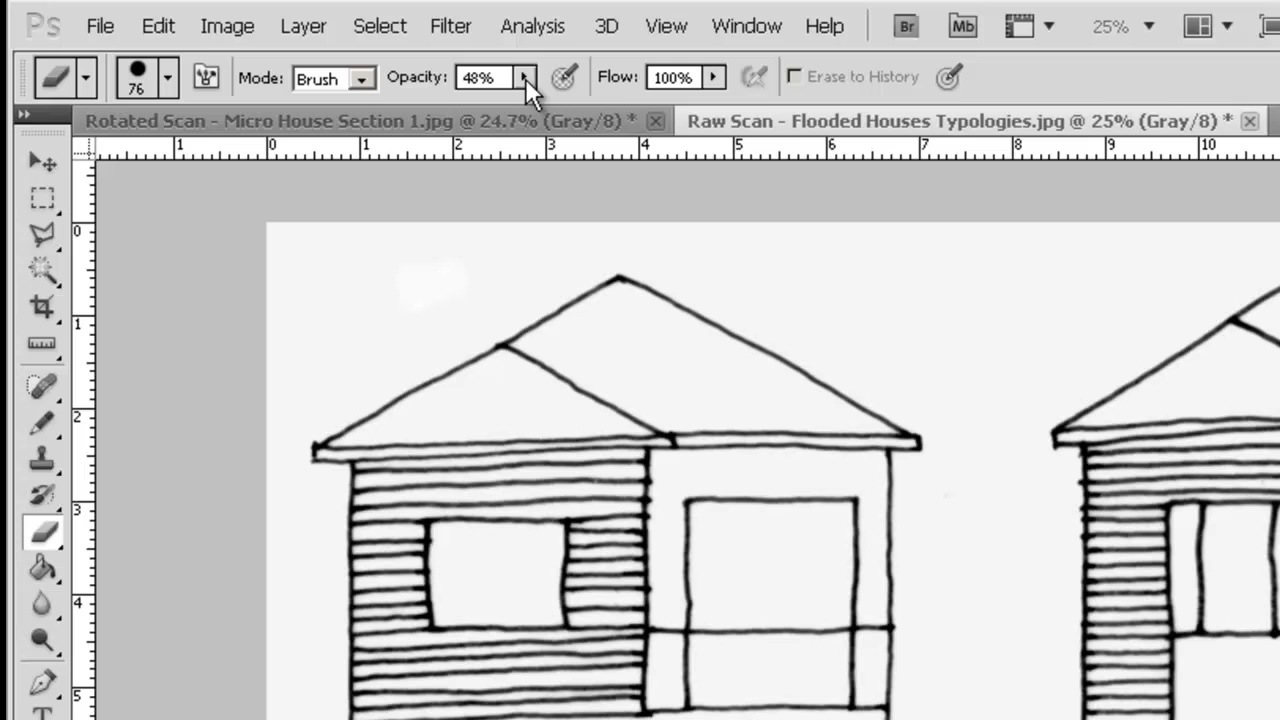 Ps File Edit Image Layer Select Filter Analysis 3D View Window Help Br Mb 25%
76 Mode: Brush Opacity: 48% Flow: 100% Erase to History
Rotated Scan - Micro House Section 1.jpg @ 24.7% (Gray/8) * Raw Scan - Flooded Houses Typologies.jpg @ 25% (Gray/8) *
1 0 1 2 3 4 5 6 7 8 9 10
0
1
2
3
4
5
T